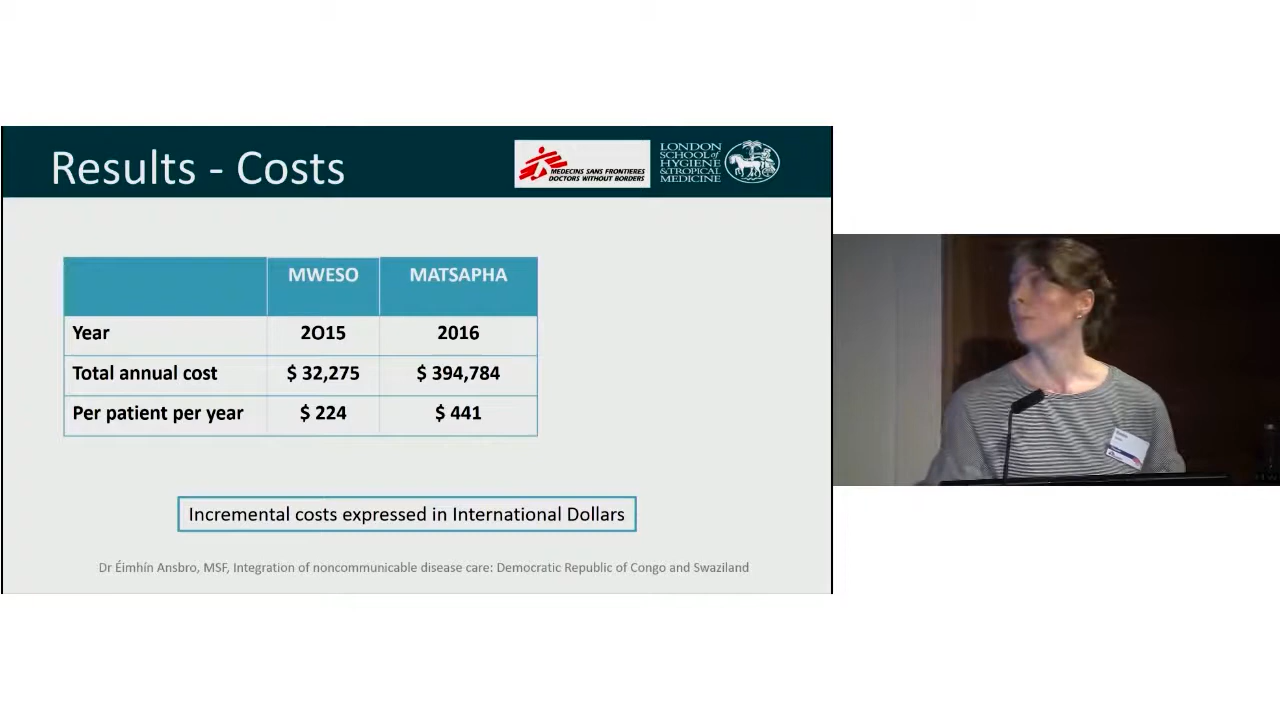 Results - Costs
MEDECINS SANS FRONTIERES
DOCTORS WITHOUT BORDERS
LONDON
SCHOOL of
HYGIENE
& TROPICAL
MEDICINE
MWESO MATSAPHA
Year 2O15 2016
Total annual cost $ 32,275 $ 394,784
Per patient per year $ 224 $ 441
Incremental costs expressed in International Dollars
Dr Éimhín Ansbro, MSF, Integration of noncommunicable disease care: Democratic Republic of Congo and Swaziland